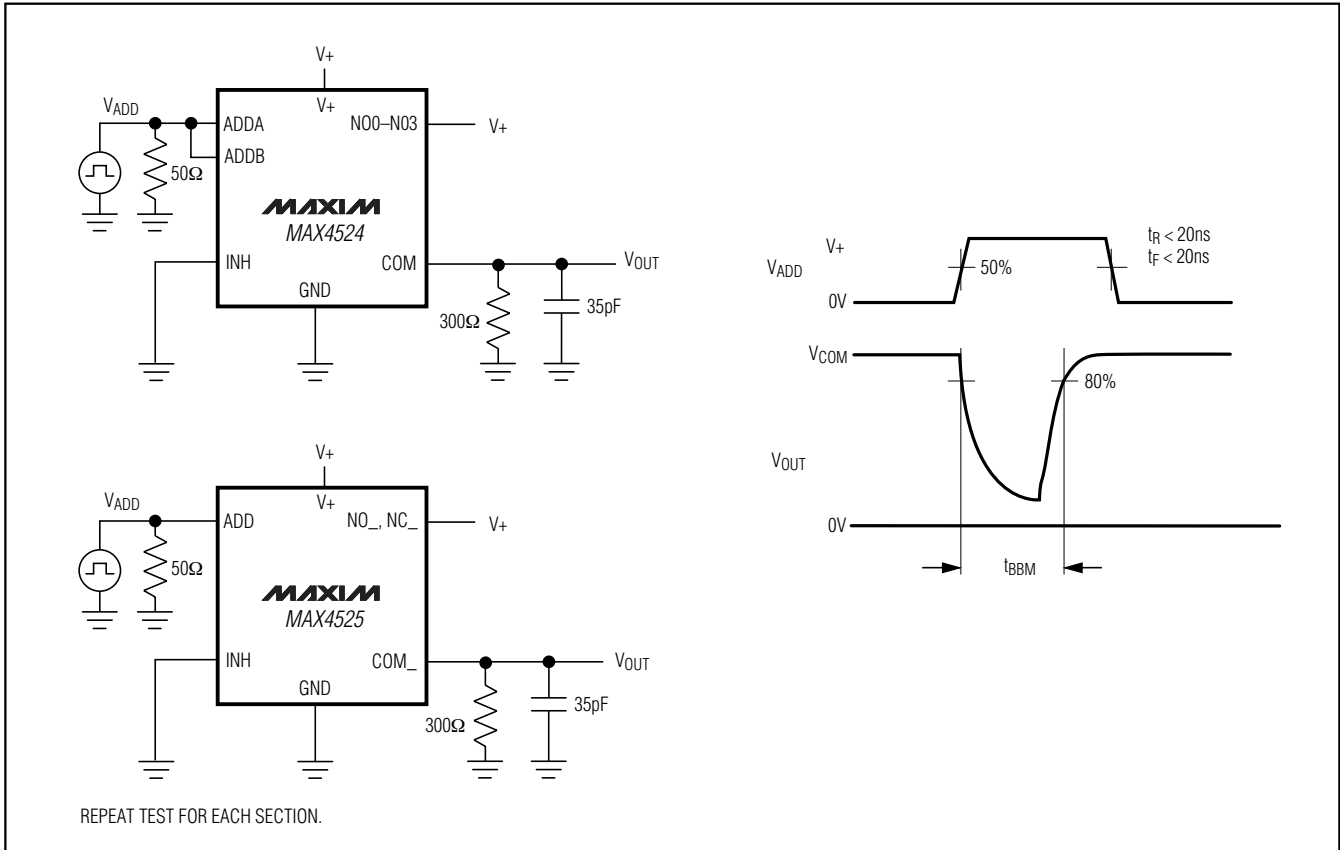 V+
V+
VADD
ADDA
NO0–N03
V+
ADDB
50Ω
MAXIM
MAX4524
INH
COM
VOUT
GND
300Ω
35pF
V+
V+
VADD
ADD
NO_, NC_
V+
50Ω
MAXIM
MAX4525
INH
COM_
VOUT
GND
300Ω
35pF
REPEAT TEST FOR EACH SECTION.
V+
VADD
0V
50%
tR < 20ns
tF < 20ns
VCOM
80%
VOUT
0V
tBBM